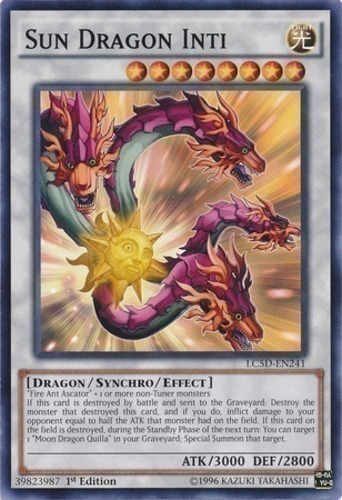 SUN DRAGON INTI
LIGHT
光
LC5D-EN241
[DRAGON/SYNCHRO/EFFECT]
"Fire Ant Ascator" + 1 or more non-Tuner monsters
If this card is destroyed by battle and sent to the Graveyard: Destroy the
monster that destroyed this card, and if you do, inflict damage to your
opponent equal to half the ATK that monster had on the field. If this card on
the field is destroyed, during the Standby Phase of the next turn: You can target
1 "Moon Dragon Quilla" in your Graveyard; Special Summon that target.
ATK/3000 DEF/2800
39823987 1st Edition ©1996 KAZUKI TAKAHASHI